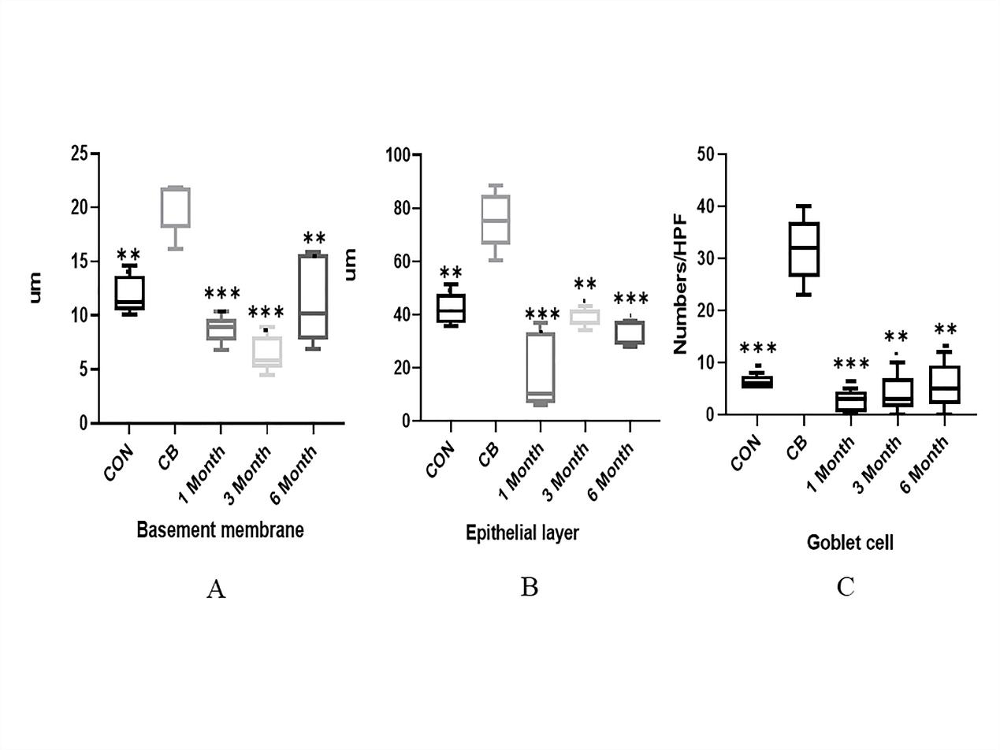 25
20
15
10
5
0
um
**
***
***
**
CON
CB
1 Month
3 Month
6 Month
Basement membrane
A
100
80
60
40
20
0
um
**
***
**
***
CON
CB
1 Month
3 Month
6 Month
Epithelial layer
B
50
40
30
20
10
0
Numbers/HPF
***
***
**
**
CON
CB
1 Month
3 Month
6 Month
Goblet cell
C